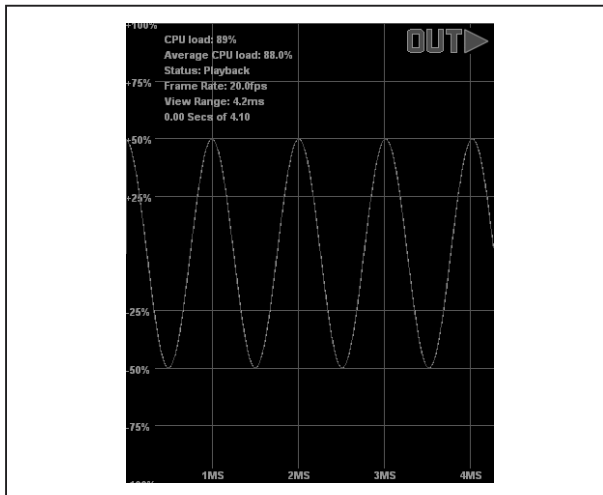 +100%
OUT
CPU load: 89%
Average CPU load: 88.0%
Status: Playback
+75%
Frame Rate: 20.0fps
View Range: 4.2ms
0.00 Secs of 4.10
+50%
+25%
-25%
-50%
-75%
1MS 2MS 3MS 4MS
-100%